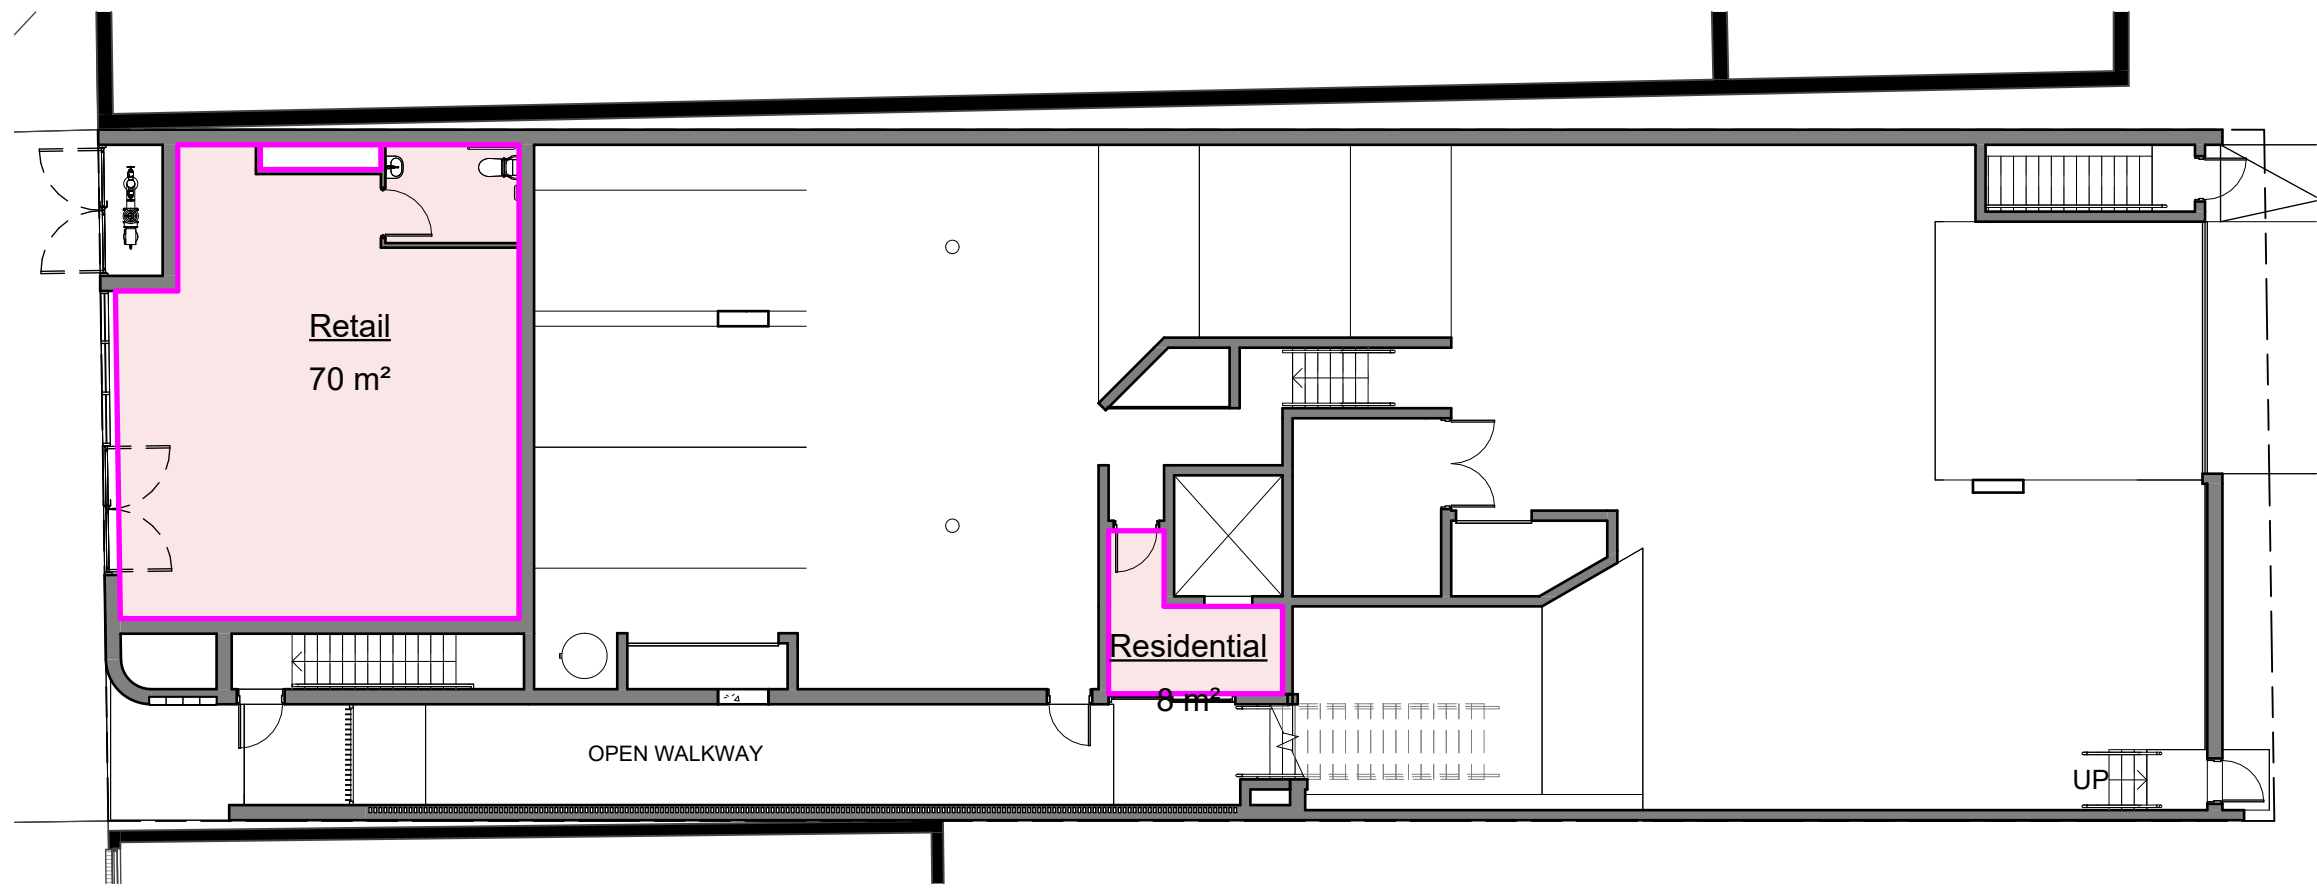 Retail
70 m²
Residential
8 m²
OPEN WALKWAY
UP